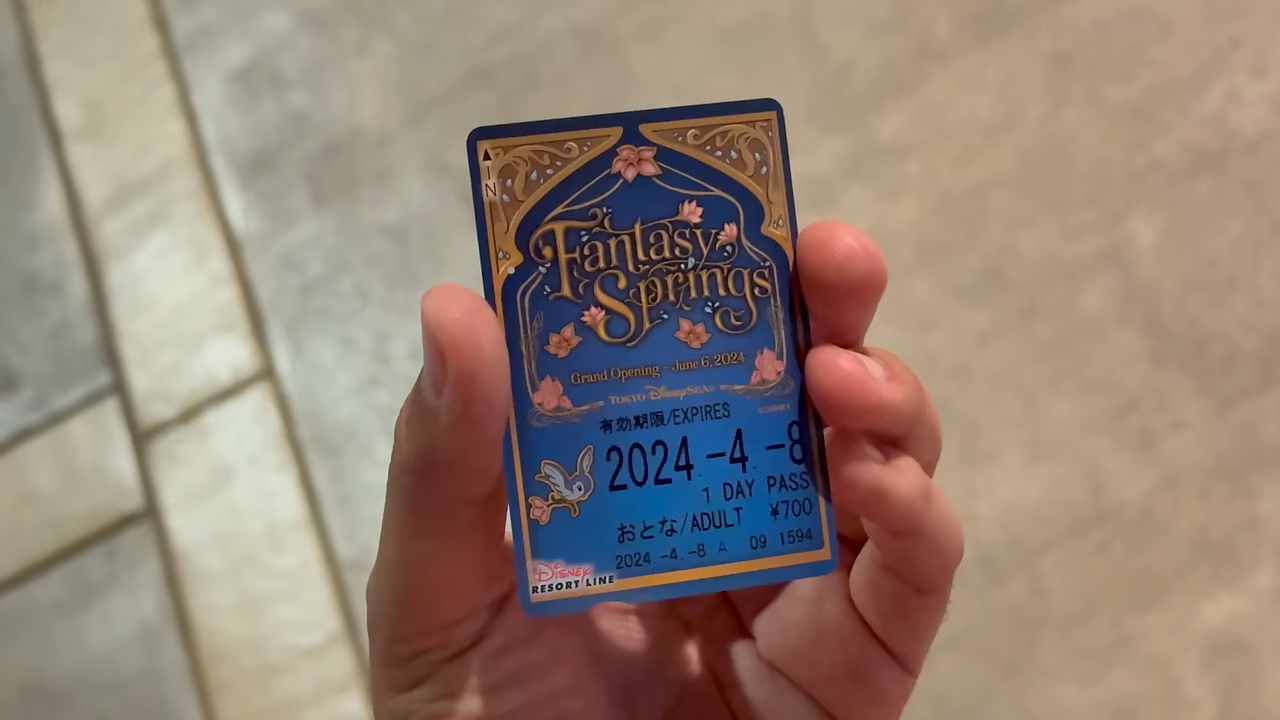 ▲
IN
Fantasy
Springs
Grand Opening - June 6, 2024
TOKYO DisneySEA®
©DISNEY
有効期限/EXPIRES
2024.-4.-8
1 DAY PASS
おとな/ADULT ¥700
2024.-4.-8 A 09 1594
Disney
RESORT LINE